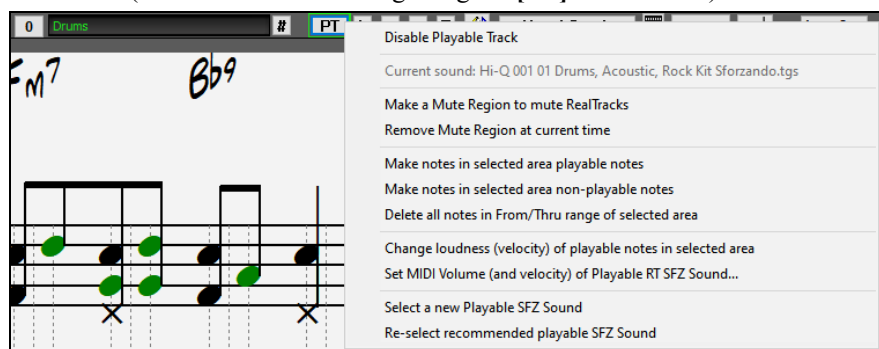 0 Drums # PT
Disable Playable Track
Current sound: Hi-Q 001 01 Drums, Acoustic, Rock Kit Sforzando.tgs
Make a Mute Region to mute RealTracks
Remove Mute Region at current time
Fm7 Bb9
Make notes in selected area playable notes
Make notes in selected area non-playable notes
Delete all notes in From/Thru range of selected area
Change loudness (velocity) of playable notes in selected area
Set MIDI Volume (and velocity) of Playable RT SFZ Sound...
Select a new Playable SFZ Sound
Re-select recommended playable SFZ Sound